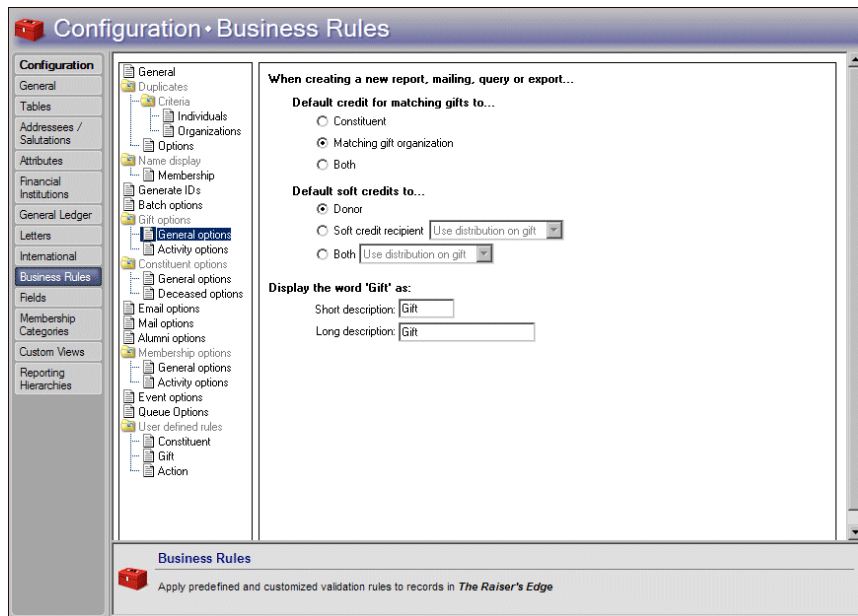 Configuration • Business Rules
Configuration
General
Tables
Addressees /
Salutations
Attributes
Financial
Institutions
General Ledger
Letters
International
Business Rules
Fields
Membership
Categories
Custom Views
Reporting
Hierarchies
General
Duplicates
Criteria
Individuals
Organizations
Options
Name display
Membership
Generate IDs
Batch options
Gift options
General options
Activity options
Constituent options
General options
Deceased options
Email options
Mail options
Alumni options
Membership options
General options
Activity options
Event options
Queue Options
User defined rules
Constituent
Gift
Action
When creating a new report, mailing, query or export...
Default credit for matching gifts to...
Constituent
Matching gift organization
Both
Default soft credits to...
Donor
Soft credit recipient Use distribution on gift
Both Use distribution on gift
Display the word 'Gift' as:
Short description: Gift
Long description: Gift
Business Rules
Apply predefined and customized validation rules to records in The Raiser's Edge